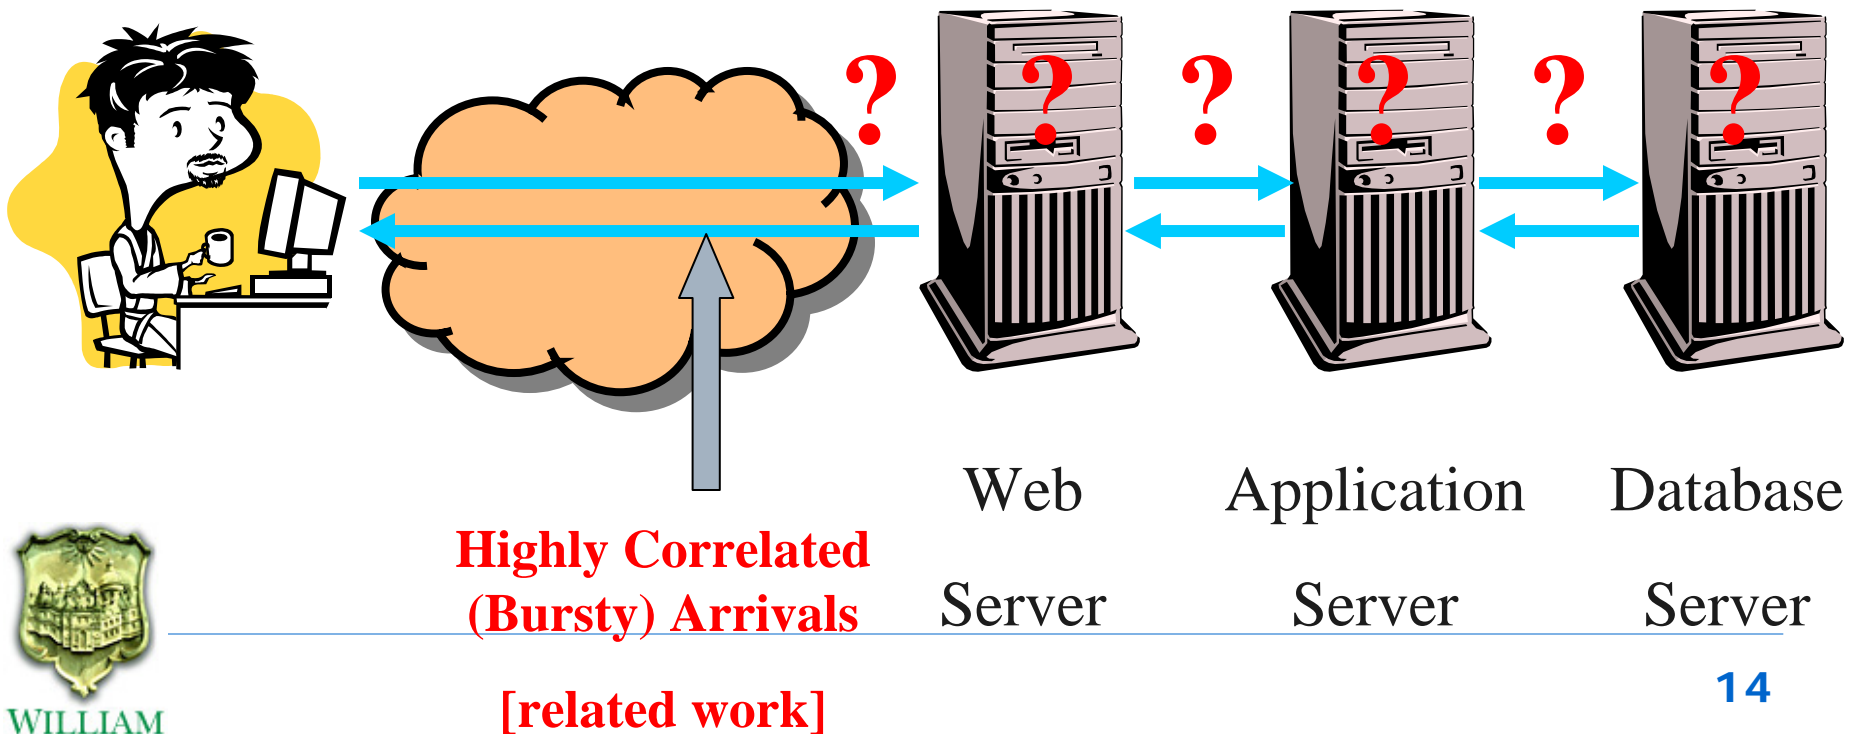 ? ? ? ? ? ?
Web Application Database
Server Server Server
Highly Correlated
(Bursty) Arrivals
[related work]
14
WILLIAM